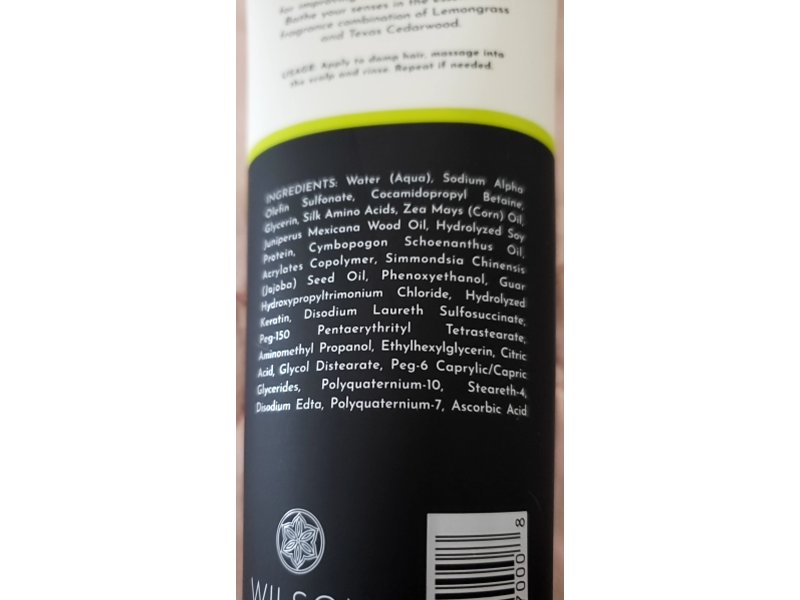 for improving
Bathe your senses in the
fragrance combination of Lemongrass
and Texas Cedarwood.
USAGE: Apply to damp hair, massage into
the scalp and rinse. Repeat if needed.
INGREDIENTS: Water (Aqua), Sodium Alpha
Olefin Sulfonate, Cocamidopropyl Betaine,
Glycerin, Silk Amino Acids, Zea Mays (Corn) Oil,
Juniperus Mexicana Wood Oil, Hydrolyzed Soy
Protein, Cymbopogon Schoenanthus Oil,
Acrylates Copolymer, Simmondsia Chinensis
(Jojoba) Seed Oil, Phenoxyethanol, Guar
Hydroxypropyltrimonium Chloride, Hydrolyzed
Keratin, Disodium Laureth Sulfosuccinate,
Peg-150 Pentaerythrityl Tetrastearate,
Aminomethyl Propanol, Ethylhexylglycerin, Citric
Acid, Glycol Distearate, Peg-6 Caprylic/Capric
Glycerides, Polyquaternium-10, Steareth-4,
Disodium Edta, Polyquaternium-7, Ascorbic Acid